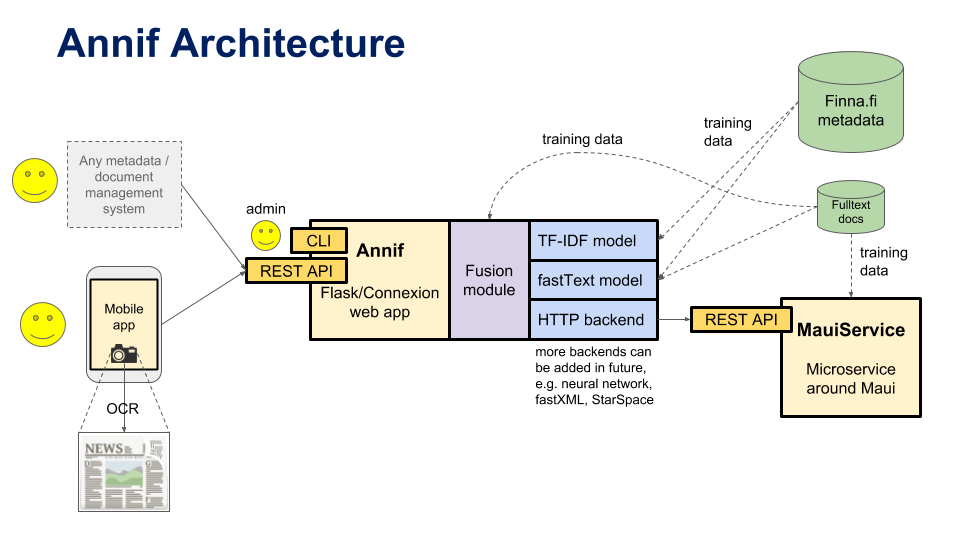 Annif Architecture
Finna.fi
metadata
training
data
training data
Any metadata /
document
management
system
Fulltext
docs
admin
CLI
REST API
Annif
Flask/Connexion
web app
Fusion
module
TF-IDF model
fastText model
HTTP backend
training
data
REST API
MauiService
Microservice
around Maui
Mobile
app
more backends can
be added in future,
e.g. neural network,
fastXML, StarSpace
OCR
NEWS